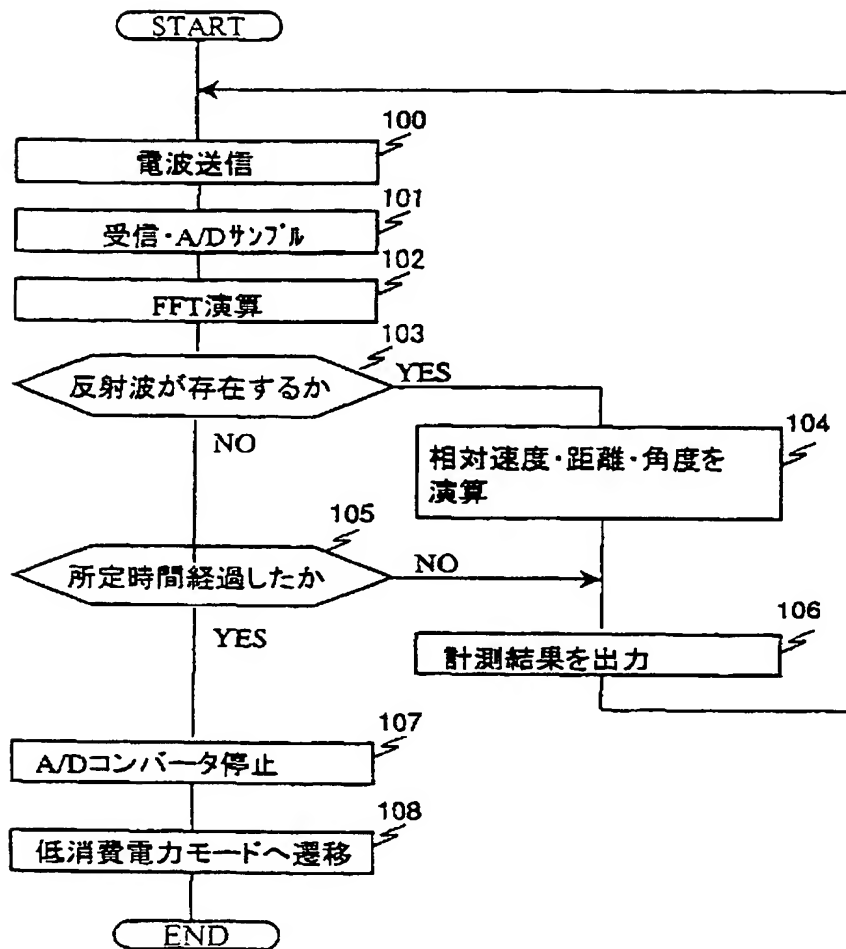 START
100
電波送信
101
受信・A/Dサンプル
102
FFT演算
103
反射波が存在するか
YES
NO
104
相対速度・距離・角度を
演算
105
所定時間経過したか
NO
YES
106
計測結果を出力
107
A/Dコンバータ停止
108
低消費電力モードへ遷移
END